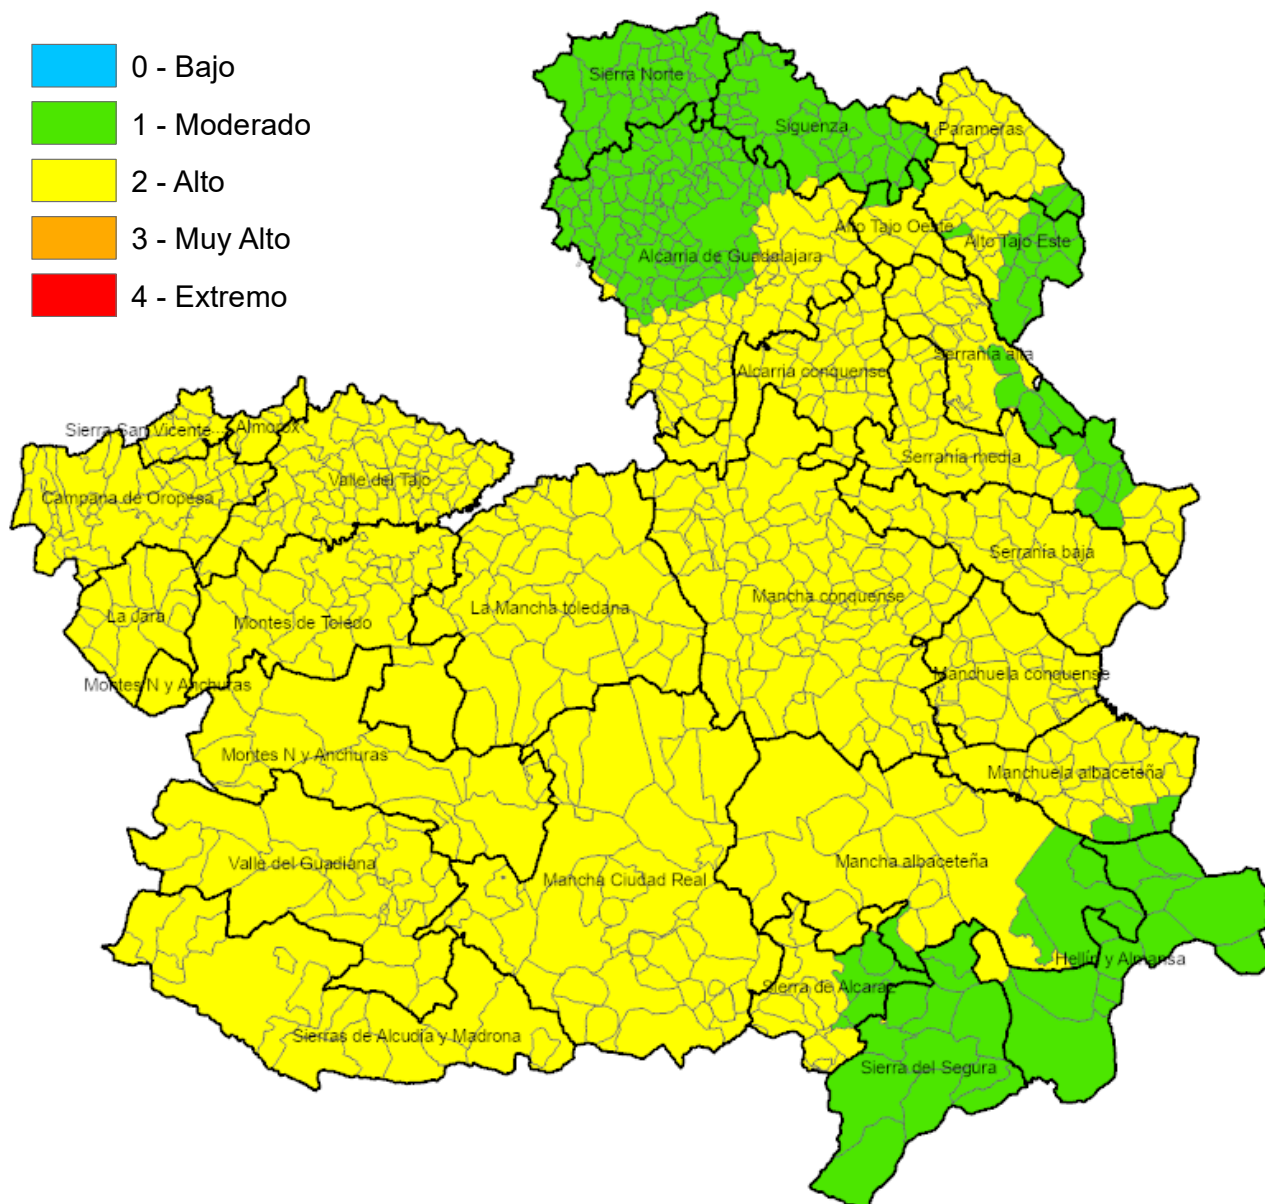 0 - Bajo
1 - Moderado
2 - Alto
3 - Muy Alto
4 - Extremo
Sierra Norte
Sigüenza
Parameras
Alto Tajo Oeste
Alto Tajo Este
Alcarria de Guadalajara
Serranía alta
Alcarria conquense
Sierra San Vicente
Almorox
Serranía media
Valle del Tajo
Campana de Oropesa
Serranía baja
Mancha conquense
La Mancha toledana
La Jara
Montes de Toledo
Manchuela conquense
Montes N y Anchuras
Montes N y Anchuras
Manchuela albaceteña
Mancha albaceteña
Valle del Guadiana
Mancha Ciudad Real
Hellín y Almansa
Sierra de Alcaraz
Sierras de Alcudia y Madrona
Sierra del Segura